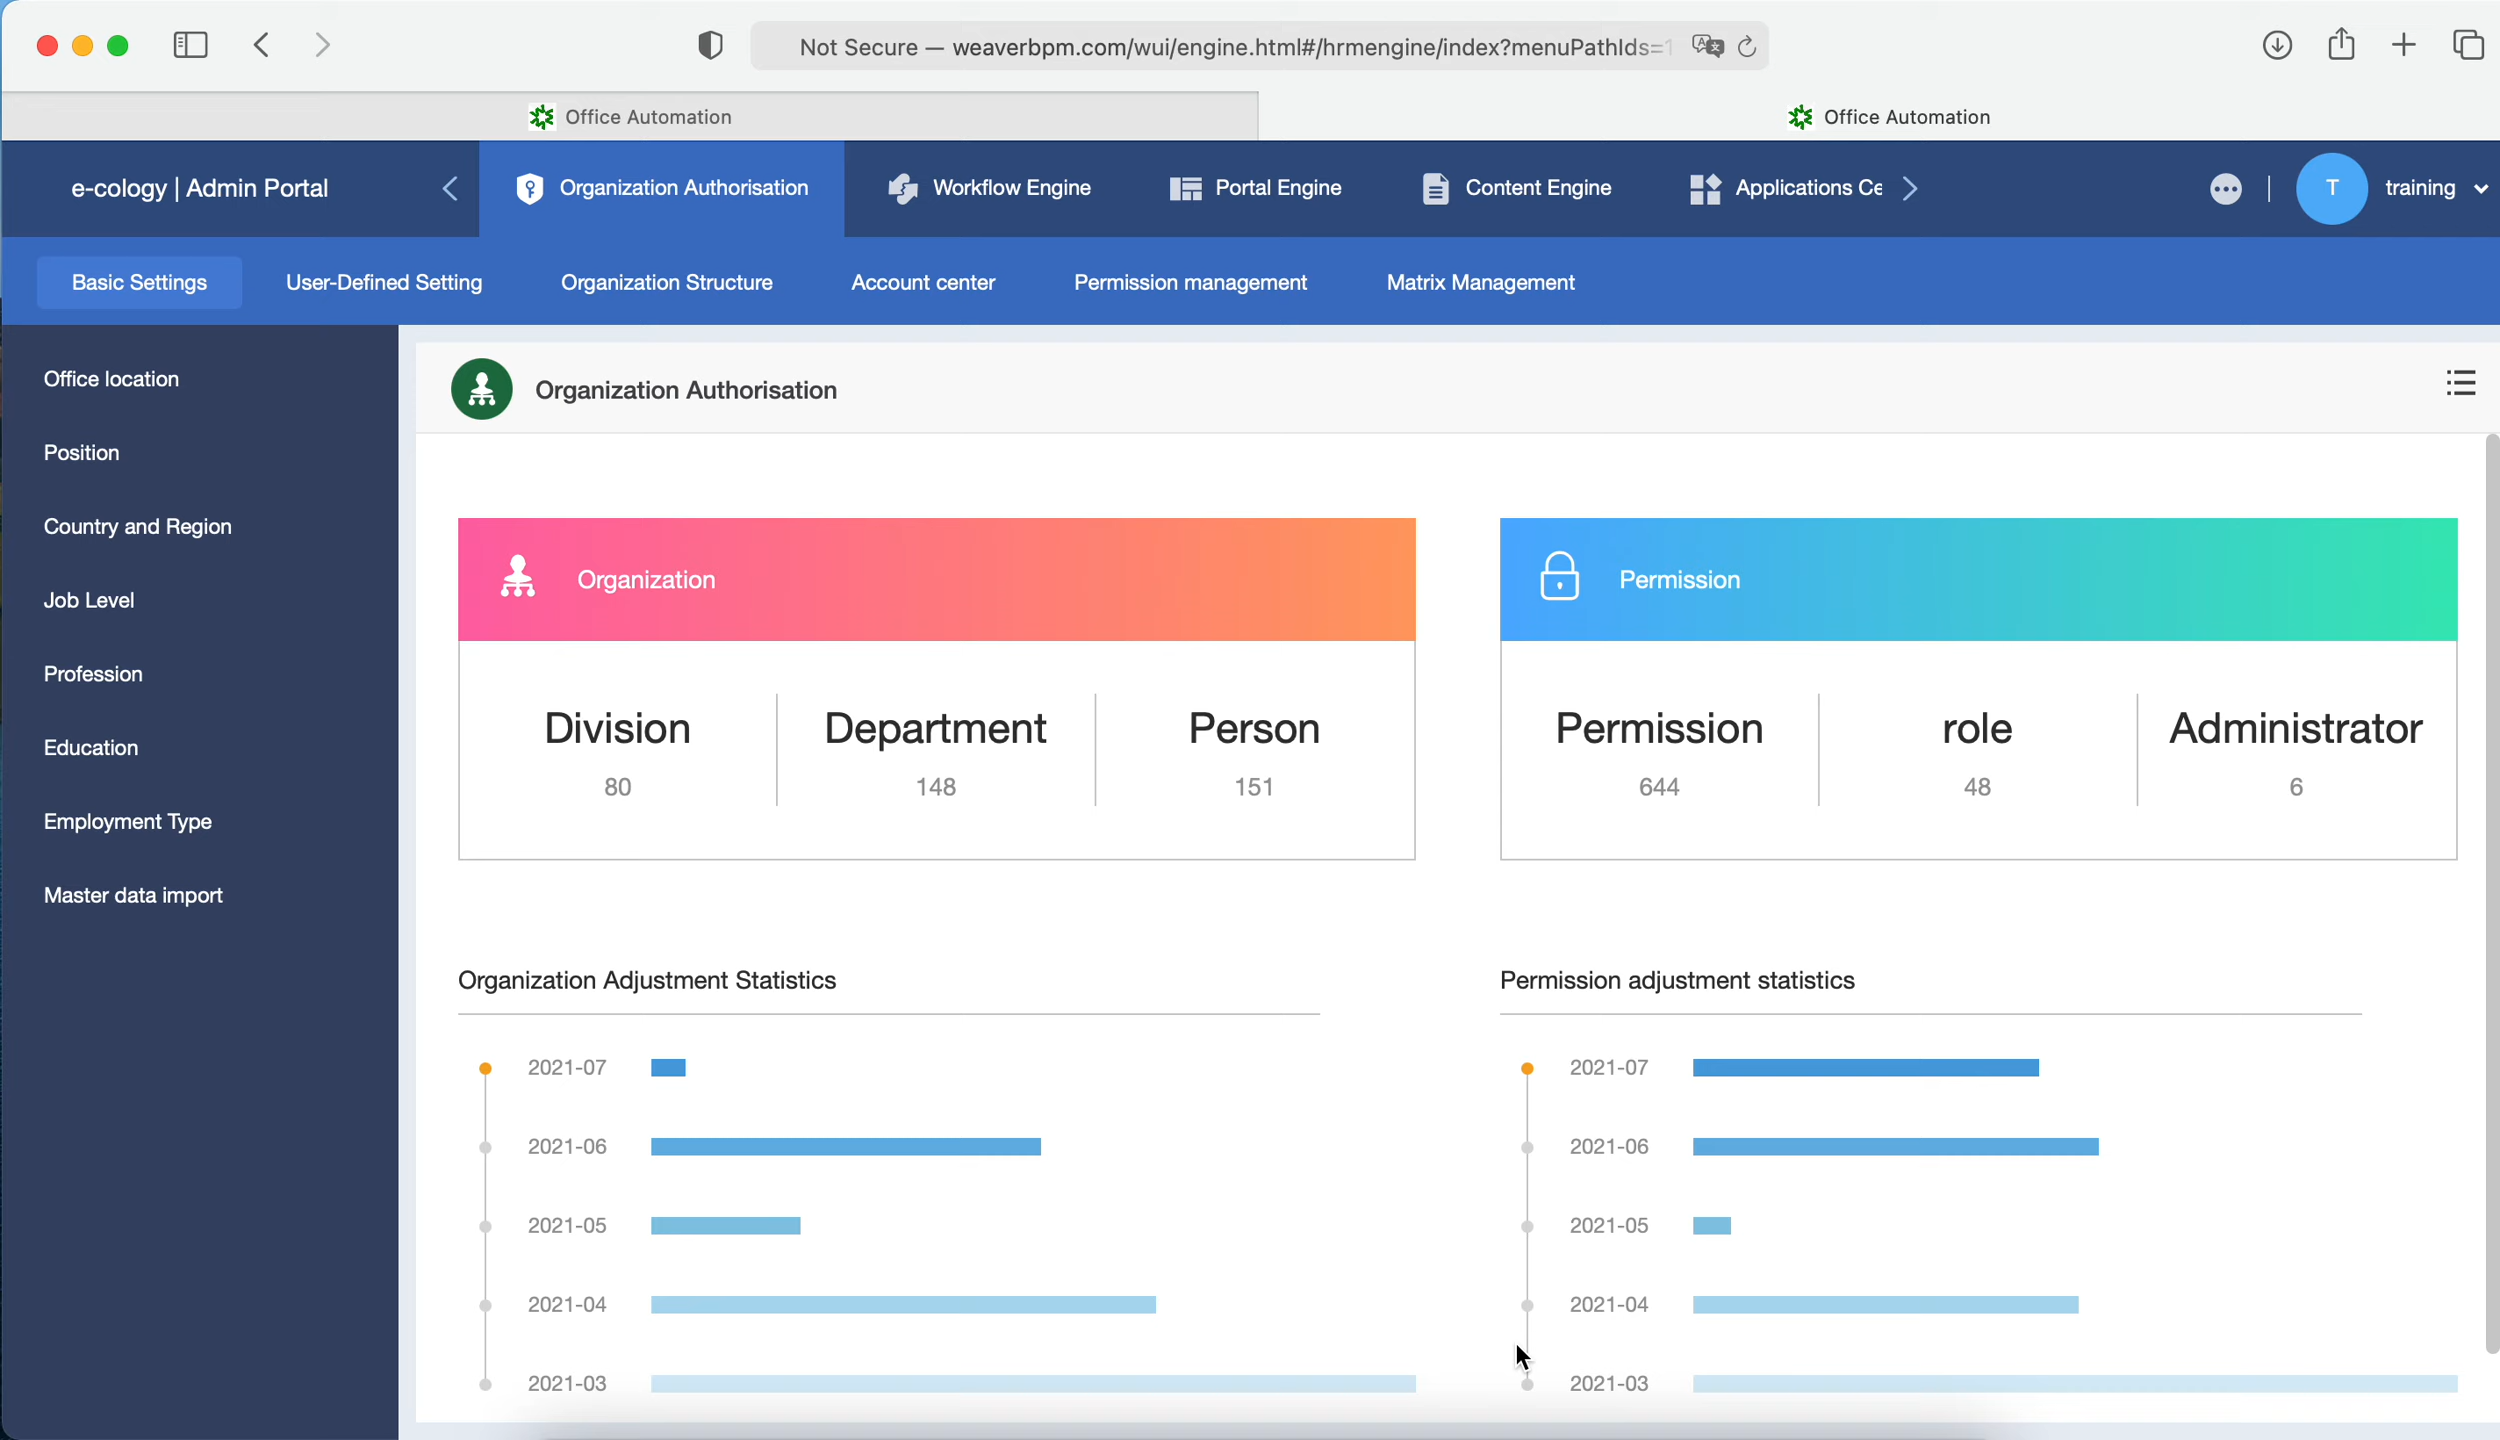 Not Secure — weaverbpm.com/wui/engine.html#/hrmengine/index?menuPathIds=1
Office Automation
Office Automation
e-cology | Admin Portal
Organization Authorisation
Workflow Engine
Portal Engine
Content Engine
Applications Ce
T
training
Basic Settings
User-Defined Setting
Organization Structure
Account center
Permission management
Matrix Management
Office location
Position
Country and Region
Job Level
Profession
Education
Employment Type
Master data import
Organization Authorisation
Organization
Division
Department
Person
80
148
151
Permission
Permission
role
Administrator
644
48
6
Organization Adjustment Statistics
2021-07
2021-06
2021-05
2021-04
2021-03
Permission adjustment statistics
2021-07
2021-06
2021-05
2021-04
2021-03